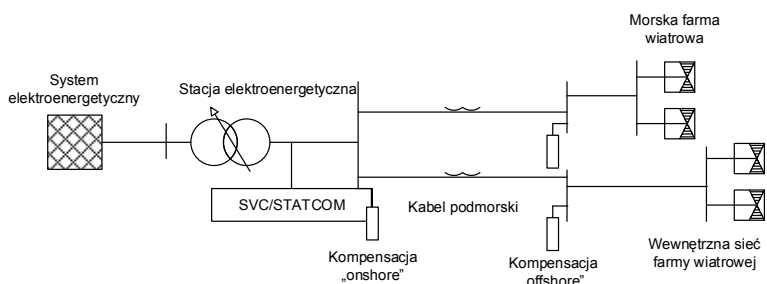 Morska farma
wiatrowa
System
elektroenergetyczny
Stacja elektroenergetyczna
SVC/STATCOM
Kabel podmorski
Kompensacja
„onshore”
Kompensacja
offshore”
Wewnętrzna sieć
farmy wiatrowej